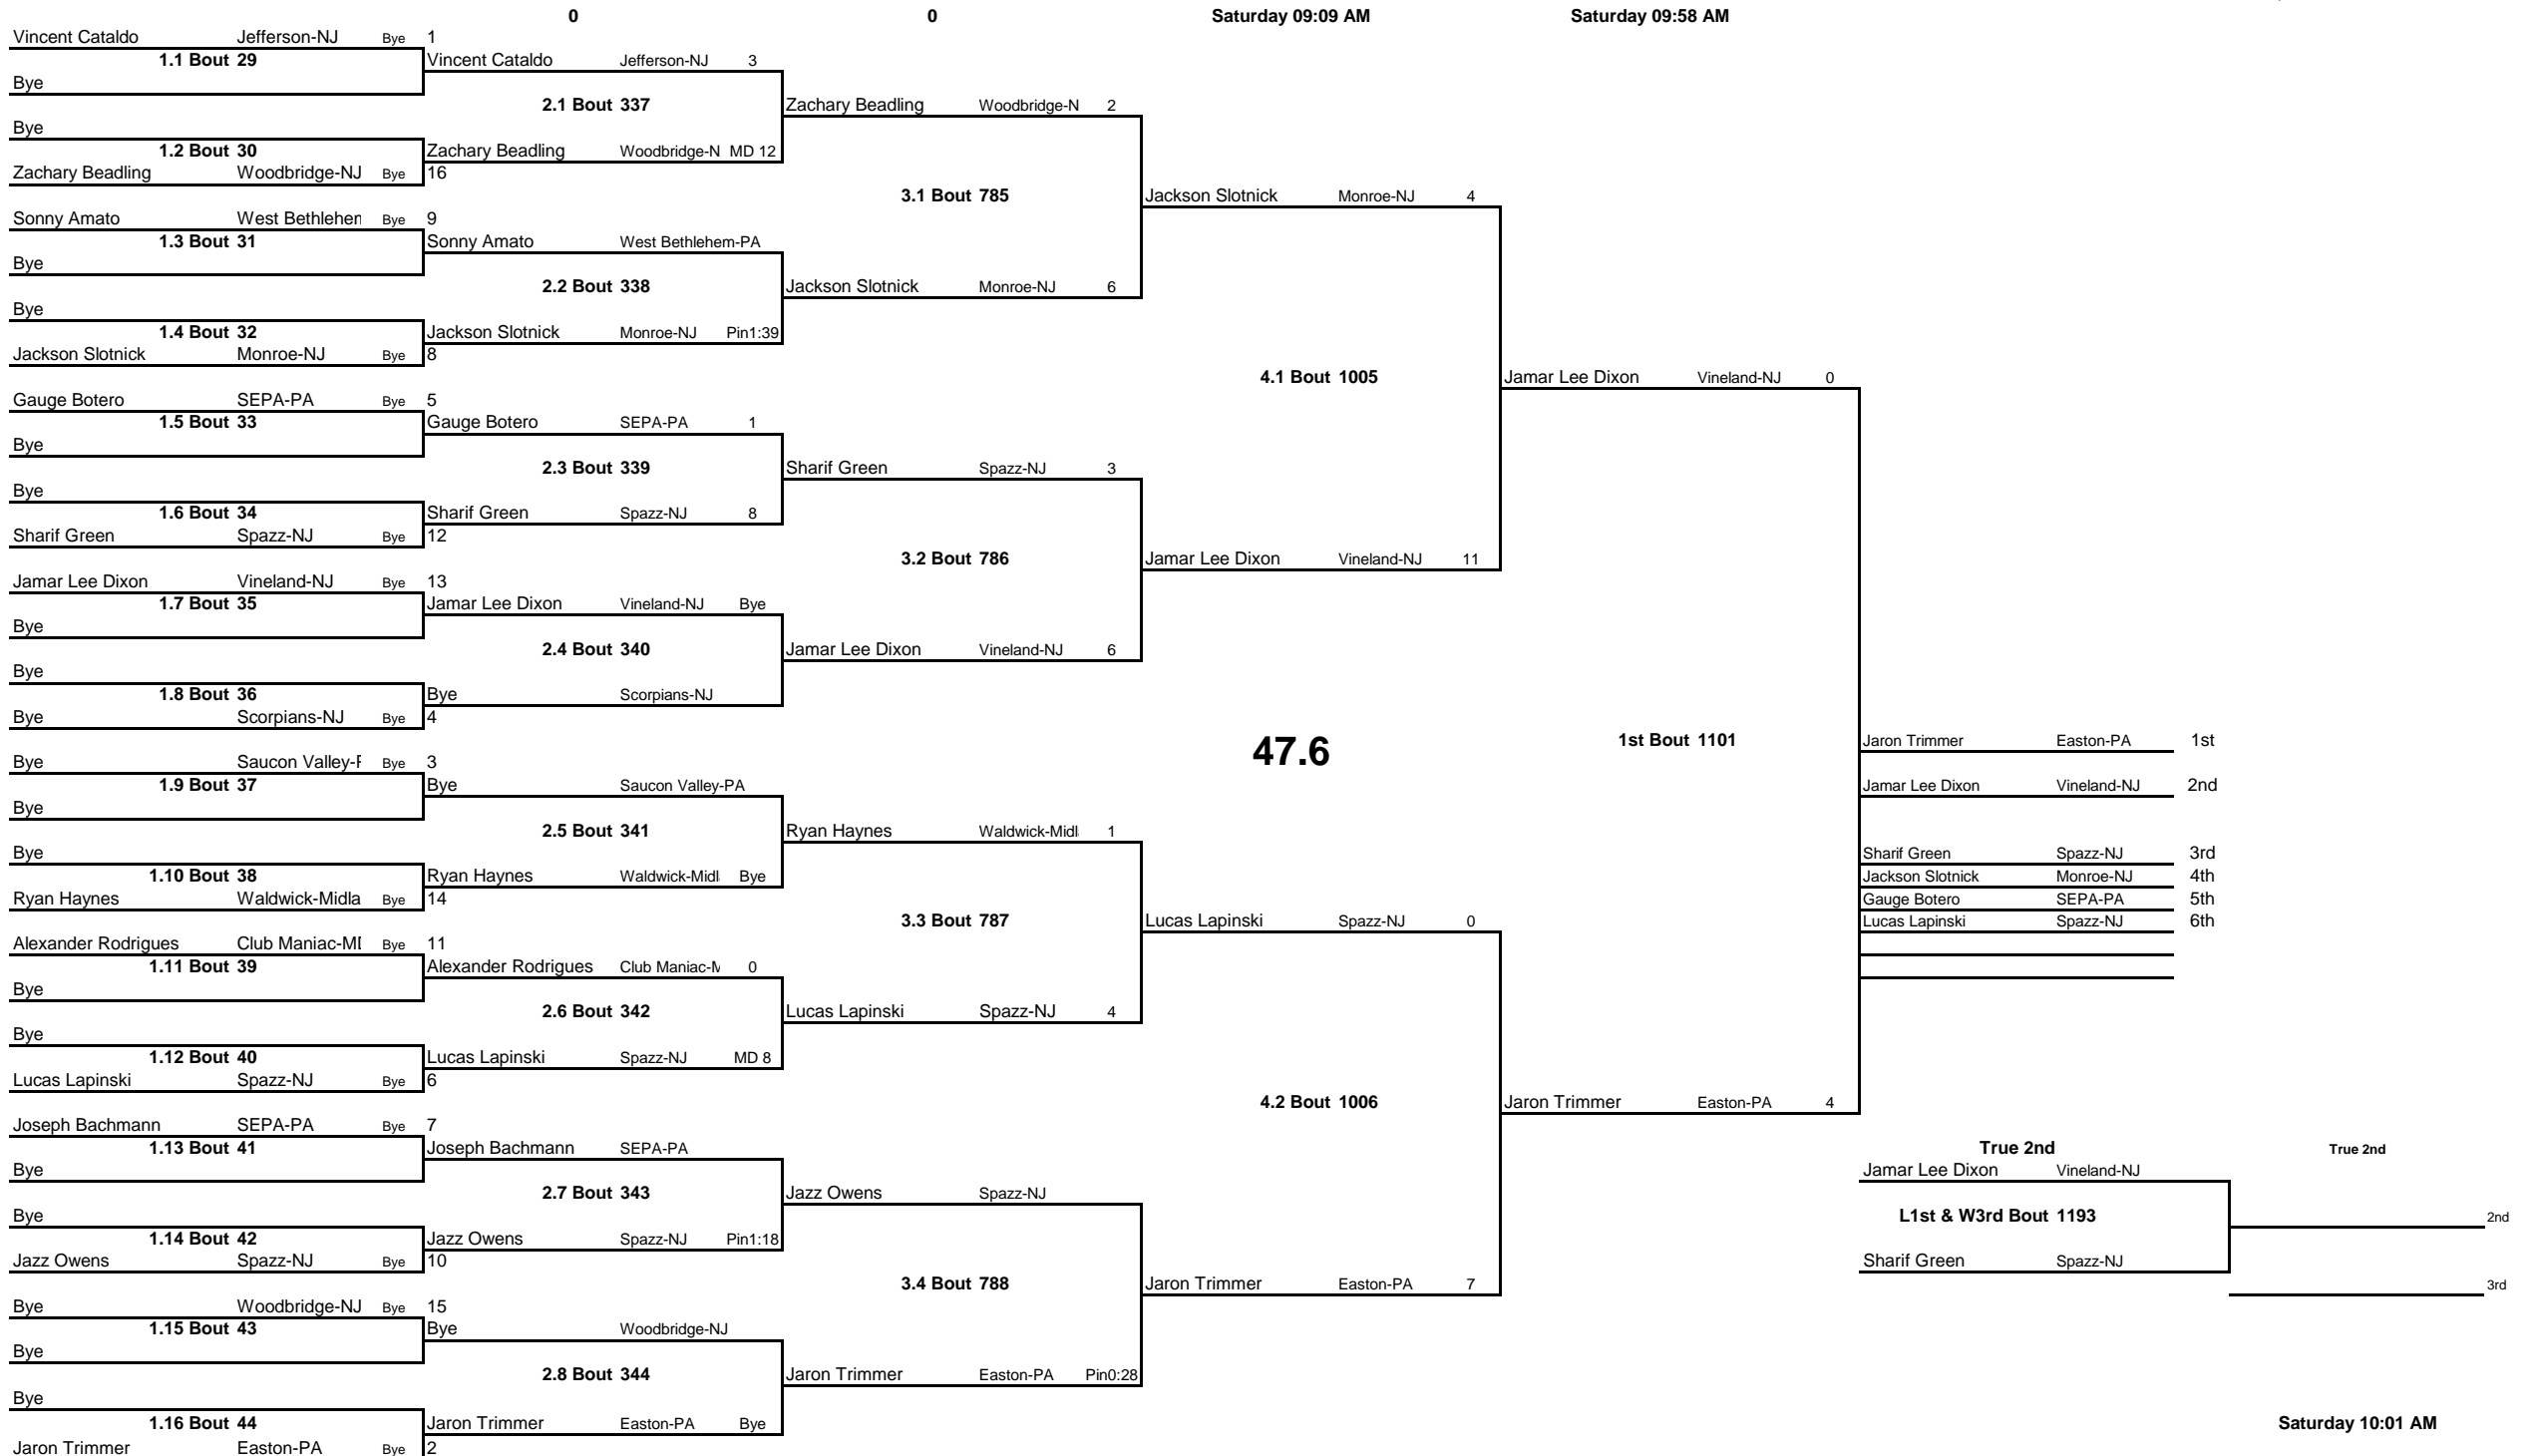 0 0 Saturday 09:09 AM Saturday 09:58 AM
Vincent Cataldo Jefferson-NJ Bye 1
1.1 Bout 29 Vincent Cataldo Jefferson-NJ 3
Bye
2.1 Bout 337 Zachary Beadling Woodbridge-N 2
Bye
1.2 Bout 30 Zachary Beadling Woodbridge-N MD 12
Zachary Beadling Woodbridge-NJ Bye 16
3.1 Bout 785 Jackson Slotnick Monroe-NJ 4
Sonny Amato West Bethlehen Bye 9
1.3 Bout 31 Sonny Amato West Bethlehem-PA
Bye
2.2 Bout 338 Jackson Slotnick Monroe-NJ 6
Bye
1.4 Bout 32 Jackson Slotnick Monroe-NJ Pin1:39
Jackson Slotnick Monroe-NJ Bye 8
4.1 Bout 1005 Jamar Lee Dixon Vineland-NJ 0
Gauge Botero SEPA-PA Bye 5
1.5 Bout 33 Gauge Botero SEPA-PA 1
Bye
2.3 Bout 339 Sharif Green Spazz-NJ 3
Bye
1.6 Bout 34 Sharif Green Spazz-NJ 8
Sharif Green Spazz-NJ Bye 12
3.2 Bout 786 Jamar Lee Dixon Vineland-NJ 11
Jamar Lee Dixon Vineland-NJ Bye 13
1.7 Bout 35 Jamar Lee Dixon Vineland-NJ Bye
Bye
2.4 Bout 340 Jamar Lee Dixon Vineland-NJ 6
Bye
1.8 Bout 36 Bye Scorpians-NJ
Bye Scorpians-NJ Bye 4
47.6 1st Bout 1101 Jaron Trimmer Easton-PA 1st
Bye Saucon Valley-F Bye 3
1.9 Bout 37 Bye Saucon Valley-PA Jamar Lee Dixon Vineland-NJ 2nd
Bye
2.5 Bout 341 Ryan Haynes Waldwick-Midl 1
Bye Sharif Green Spazz-NJ 3rd
1.10 Bout 38 Ryan Haynes Waldwick-Midl Bye Jackson Slotnick Monroe-NJ 4th
Ryan Haynes Waldwick-Midla Bye 14 Gauge Botero SEPA-PA 5th
3.3 Bout 787 Lucas Lapinski Spazz-NJ 0 Lucas Lapinski Spazz-NJ 6th
Alexander Rodrigues Club Maniac-MI Bye 11
1.11 Bout 39 Alexander Rodrigues Club Maniac-M 0
Bye
2.6 Bout 342 Lucas Lapinski Spazz-NJ 4
Bye
1.12 Bout 40 Lucas Lapinski Spazz-NJ MD 8
Lucas Lapinski Spazz-NJ Bye 6
4.2 Bout 1006 Jaron Trimmer Easton-PA 4
Joseph Bachmann SEPA-PA Bye 7
1.13 Bout 41 Joseph Bachmann SEPA-PA True 2nd True 2nd
Bye Jamar Lee Dixon Vineland-NJ
2.7 Bout 343 Jazz Owens Spazz-NJ
Bye L1st & W3rd Bout 1193 2nd
1.14 Bout 42 Jazz Owens Spazz-NJ Pin1:18
Jazz Owens Spazz-NJ Bye 10 Sharif Green Spazz-NJ
3.4 Bout 788 Jaron Trimmer Easton-PA 7 3rd
Bye Woodbridge-NJ Bye 15
1.15 Bout 43 Bye Woodbridge-NJ
Bye
2.8 Bout 344 Jaron Trimmer Easton-PA Pin0:28
Bye
1.16 Bout 44 Jaron Trimmer Easton-PA Bye Saturday 10:01 AM
Jaron Trimmer Easton-PA Bye 2